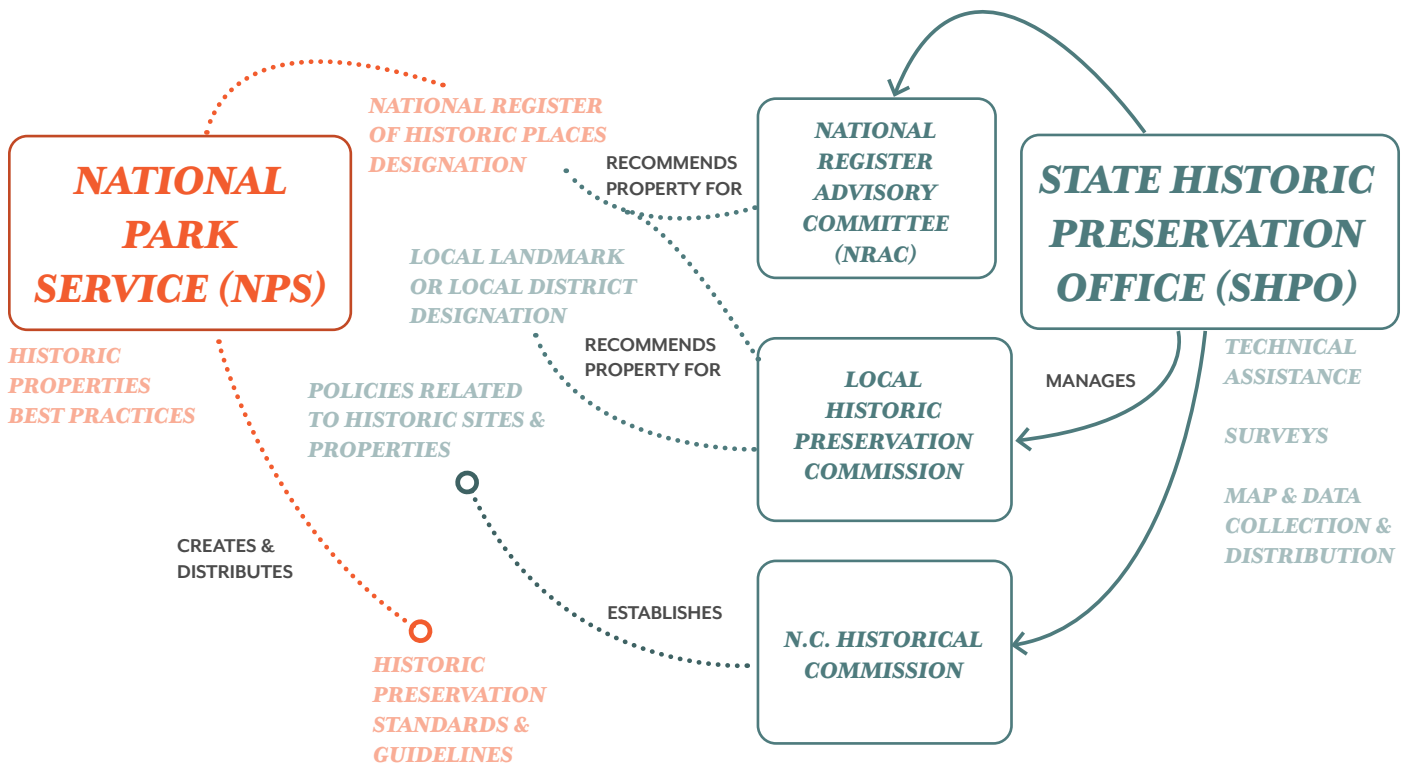 NATIONAL
PARK
SERVICE (NPS)
HISTORIC
PROPERTIES
BEST PRACTICES
CREATES &
DISTRIBUTES
HISTORIC
PRESERVATION
STANDARDS &
GUIDELINES
NATIONAL REGISTER
OF HISTORIC PLACES
DESIGNATION
RECOMMENDS
PROPERTY FOR
LOCAL LANDMARK
OR LOCAL DISTRICT
DESIGNATION
RECOMMENDS
PROPERTY FOR
POLICIES RELATED
TO HISTORIC SITES &
PROPERTIES
ESTABLISHES
NATIONAL
REGISTER
ADVISORY
COMMITTEE
(NRAC)
LOCAL
HISTORIC
PRESERVATION
COMMISSION
N.C. HISTORICAL
COMMISSION
MANAGES
STATE HISTORIC
PRESERVATION
OFFICE (SHPO)
TECHNICAL
ASSISTANCE
SURVEYS
MAP & DATA
COLLECTION &
DISTRIBUTION